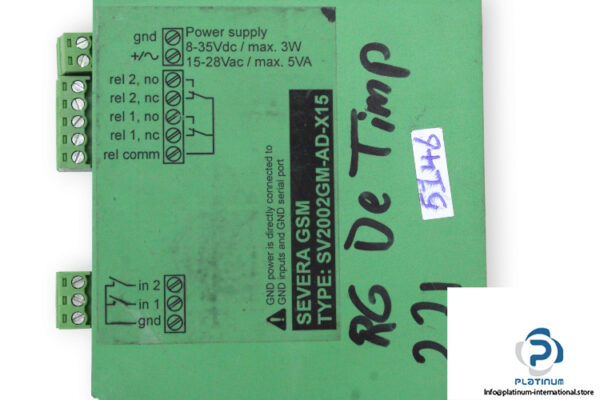 gnd
+/~
Power supply
8-35Vdc / max. 3W
15-28Vac / max. 5VA
rel 2, no
rel 2, nc
rel 1, no
rel 1, nc
rel comm
in 2
in 1
gnd
GND power is directly connected to
GND inputs and GND serial port
SEVERA GSM
TYPE: SV2002GM-AD-X15
RG De Timp
5146
PLATINUM
Info@platinum-international.store